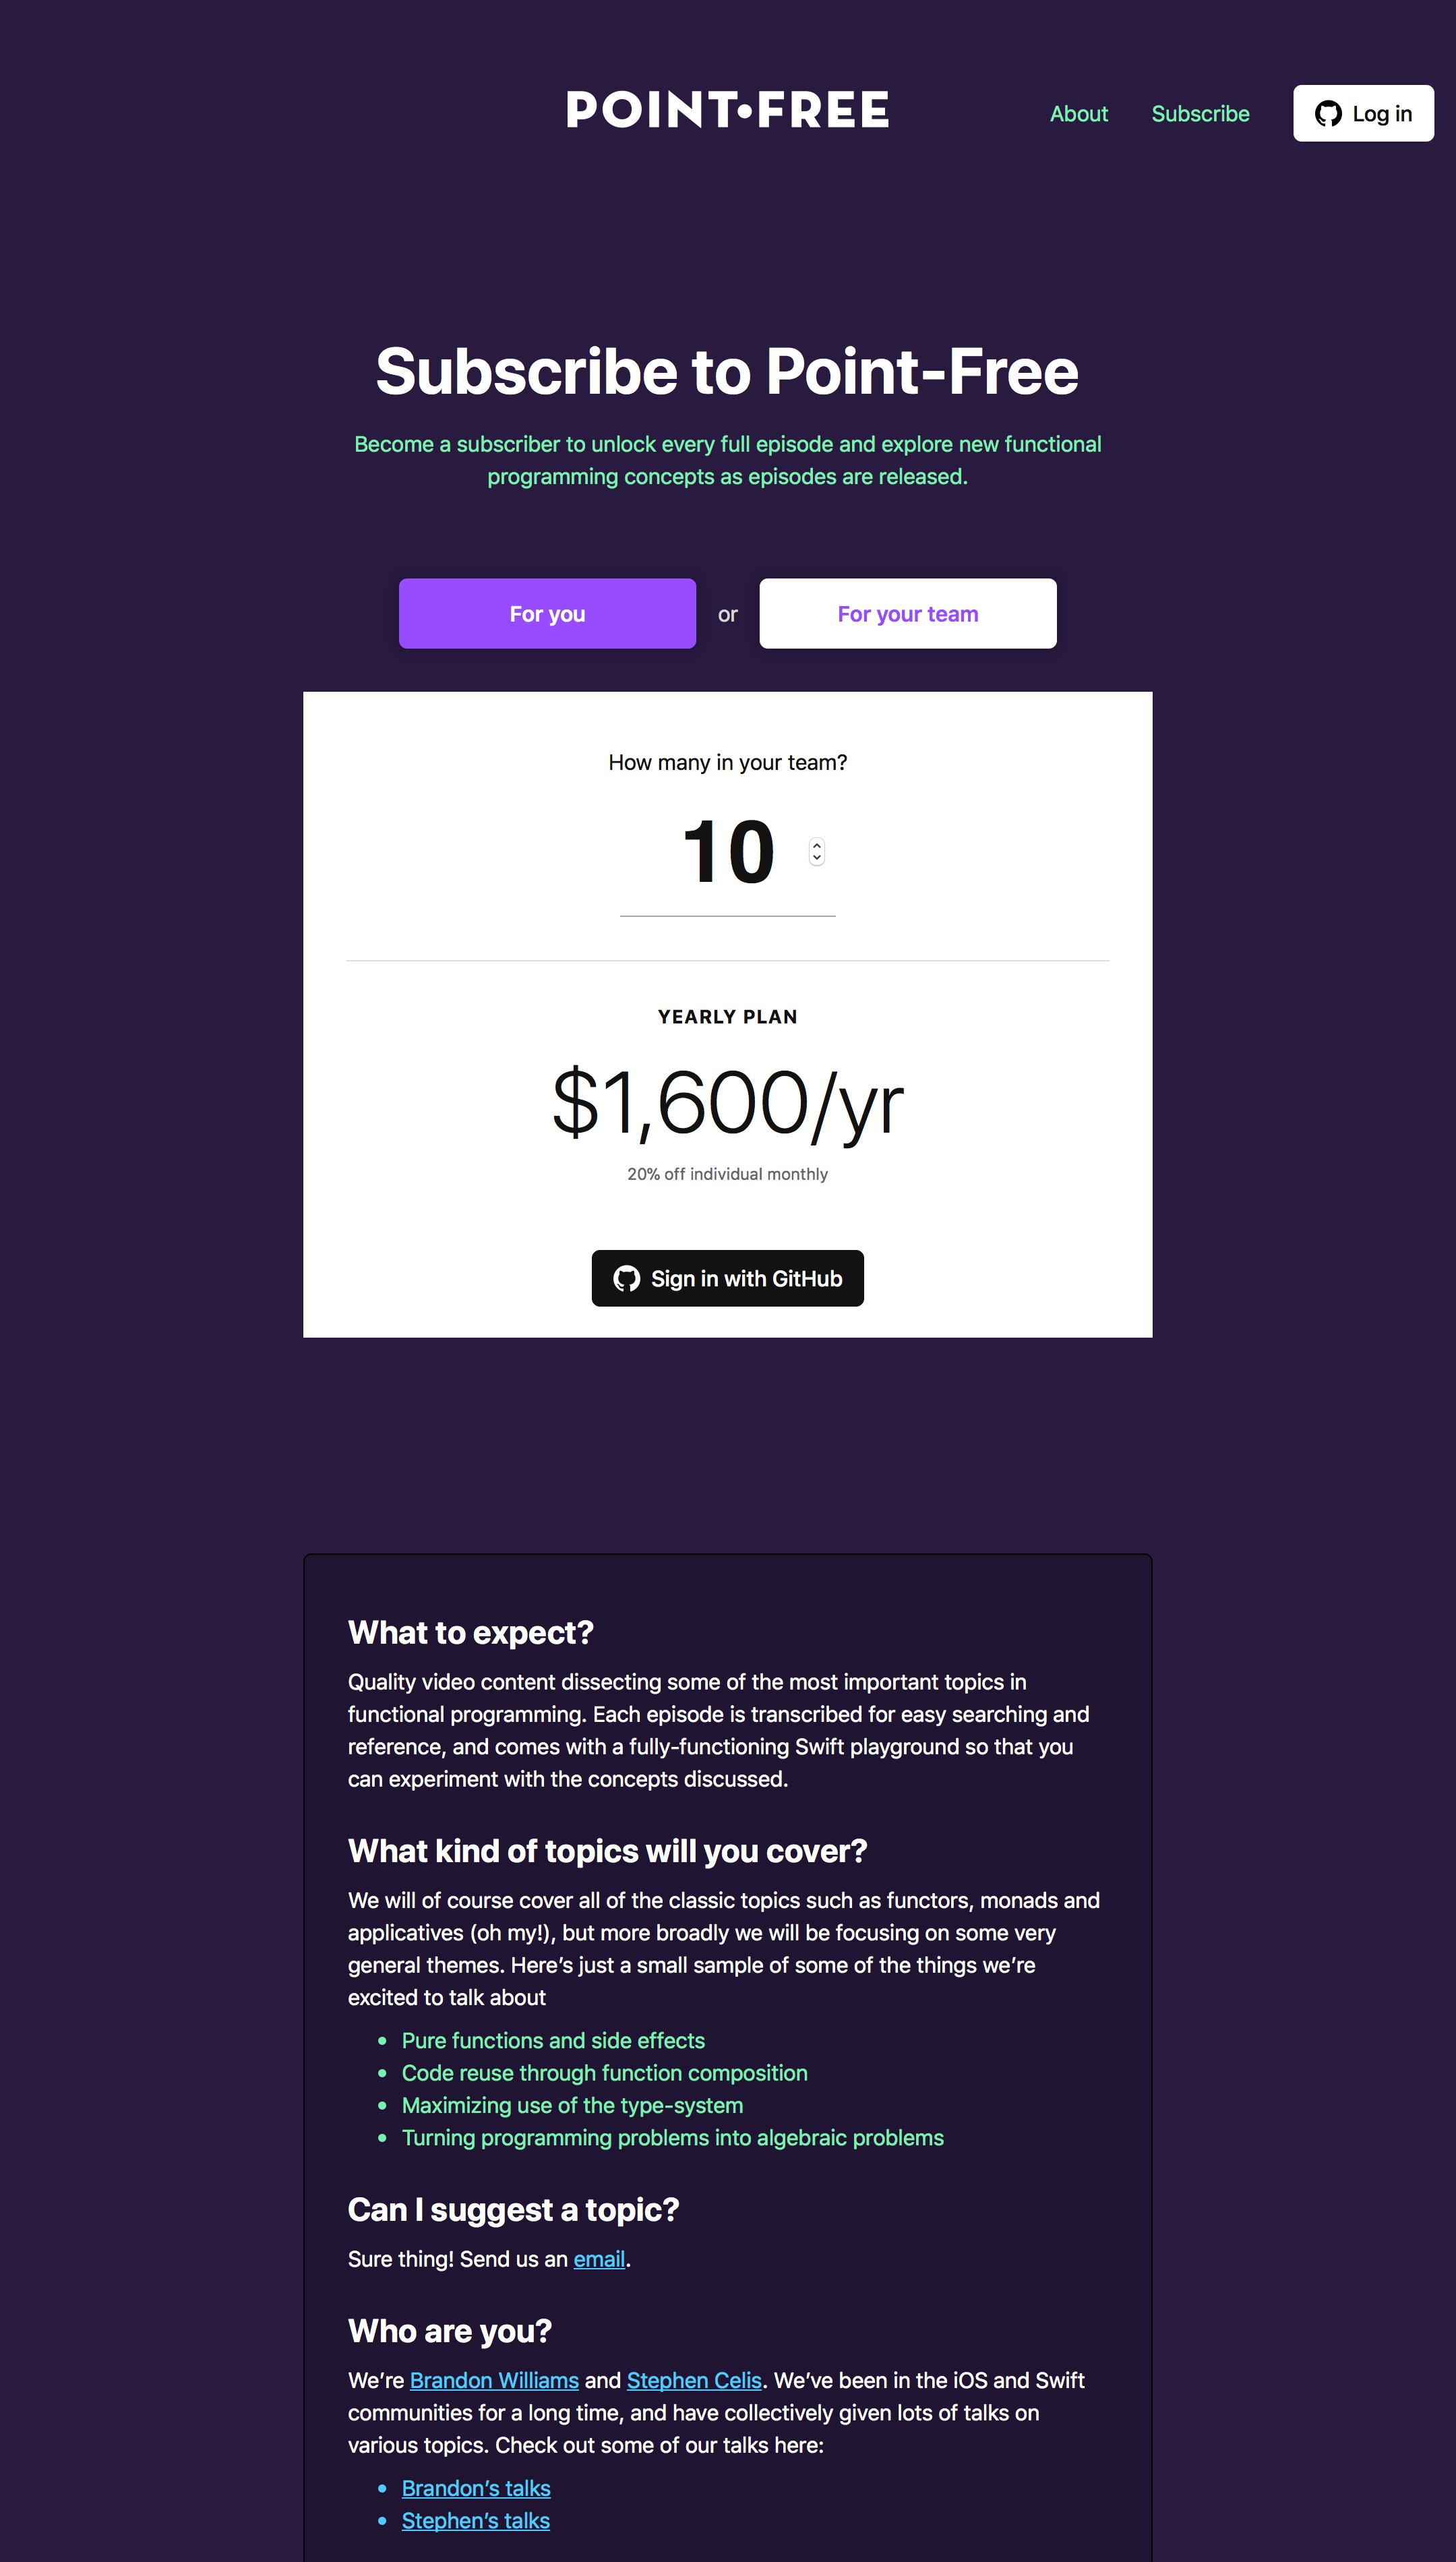 POINT•FREE
About
Subscribe
Log in
Subscribe to Point-Free
Become a subscriber to unlock every full episode and explore new functional
programming concepts as episodes are released.
For you
or
For your team
How many in your team?
10
YEARLY PLAN
$1,600/yr
20% off individual monthly
Sign in with GitHub
What to expect?
Quality video content dissecting some of the most important topics in
functional programming. Each episode is transcribed for easy searching and
reference, and comes with a fully-functioning Swift playground so that you
can experiment with the concepts discussed.
What kind of topics will you cover?
We will of course cover all of the classic topics such as functors, monads and
applicatives (oh my!), but more broadly we will be focusing on some very
general themes. Here’s just a small sample of some of the things we’re
excited to talk about
• Pure functions and side effects
• Code reuse through function composition
• Maximizing use of the type-system
• Turning programming problems into algebraic problems
Can I suggest a topic?
Sure thing! Send us an email.
Who are you?
We’re Brandon Williams and Stephen Celis. We’ve been in the iOS and Swift
communities for a long time, and have collectively given lots of talks on
various topics. Check out some of our talks here:
• Brandon’s talks
• Stephen’s talks